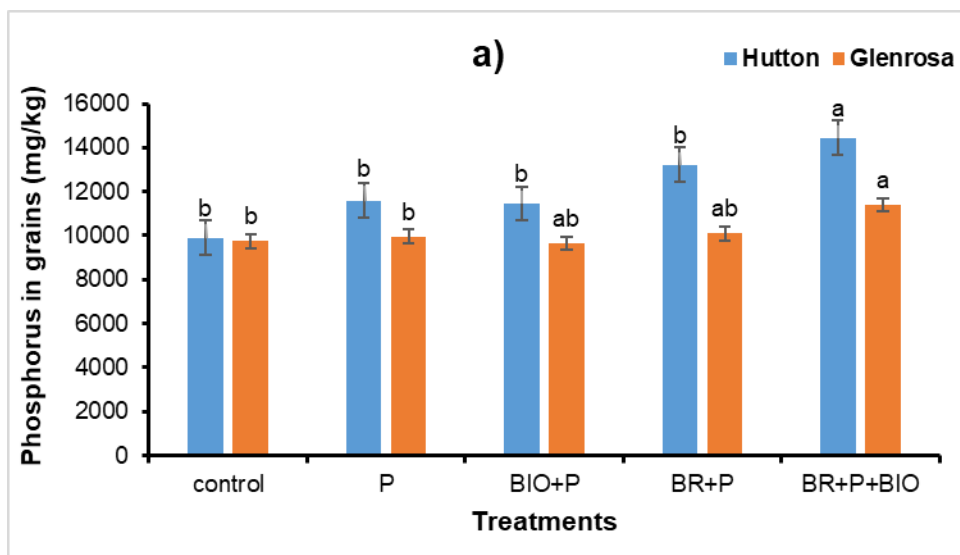 a)
Hutton Glenrosa
Phosphorus in grains (mg/kg)
16000
14000
12000
10000
8000
6000
4000
2000
0
b b b b b ab b ab a a
control P BIO+P BR+P BR+P+BIO
Treatments